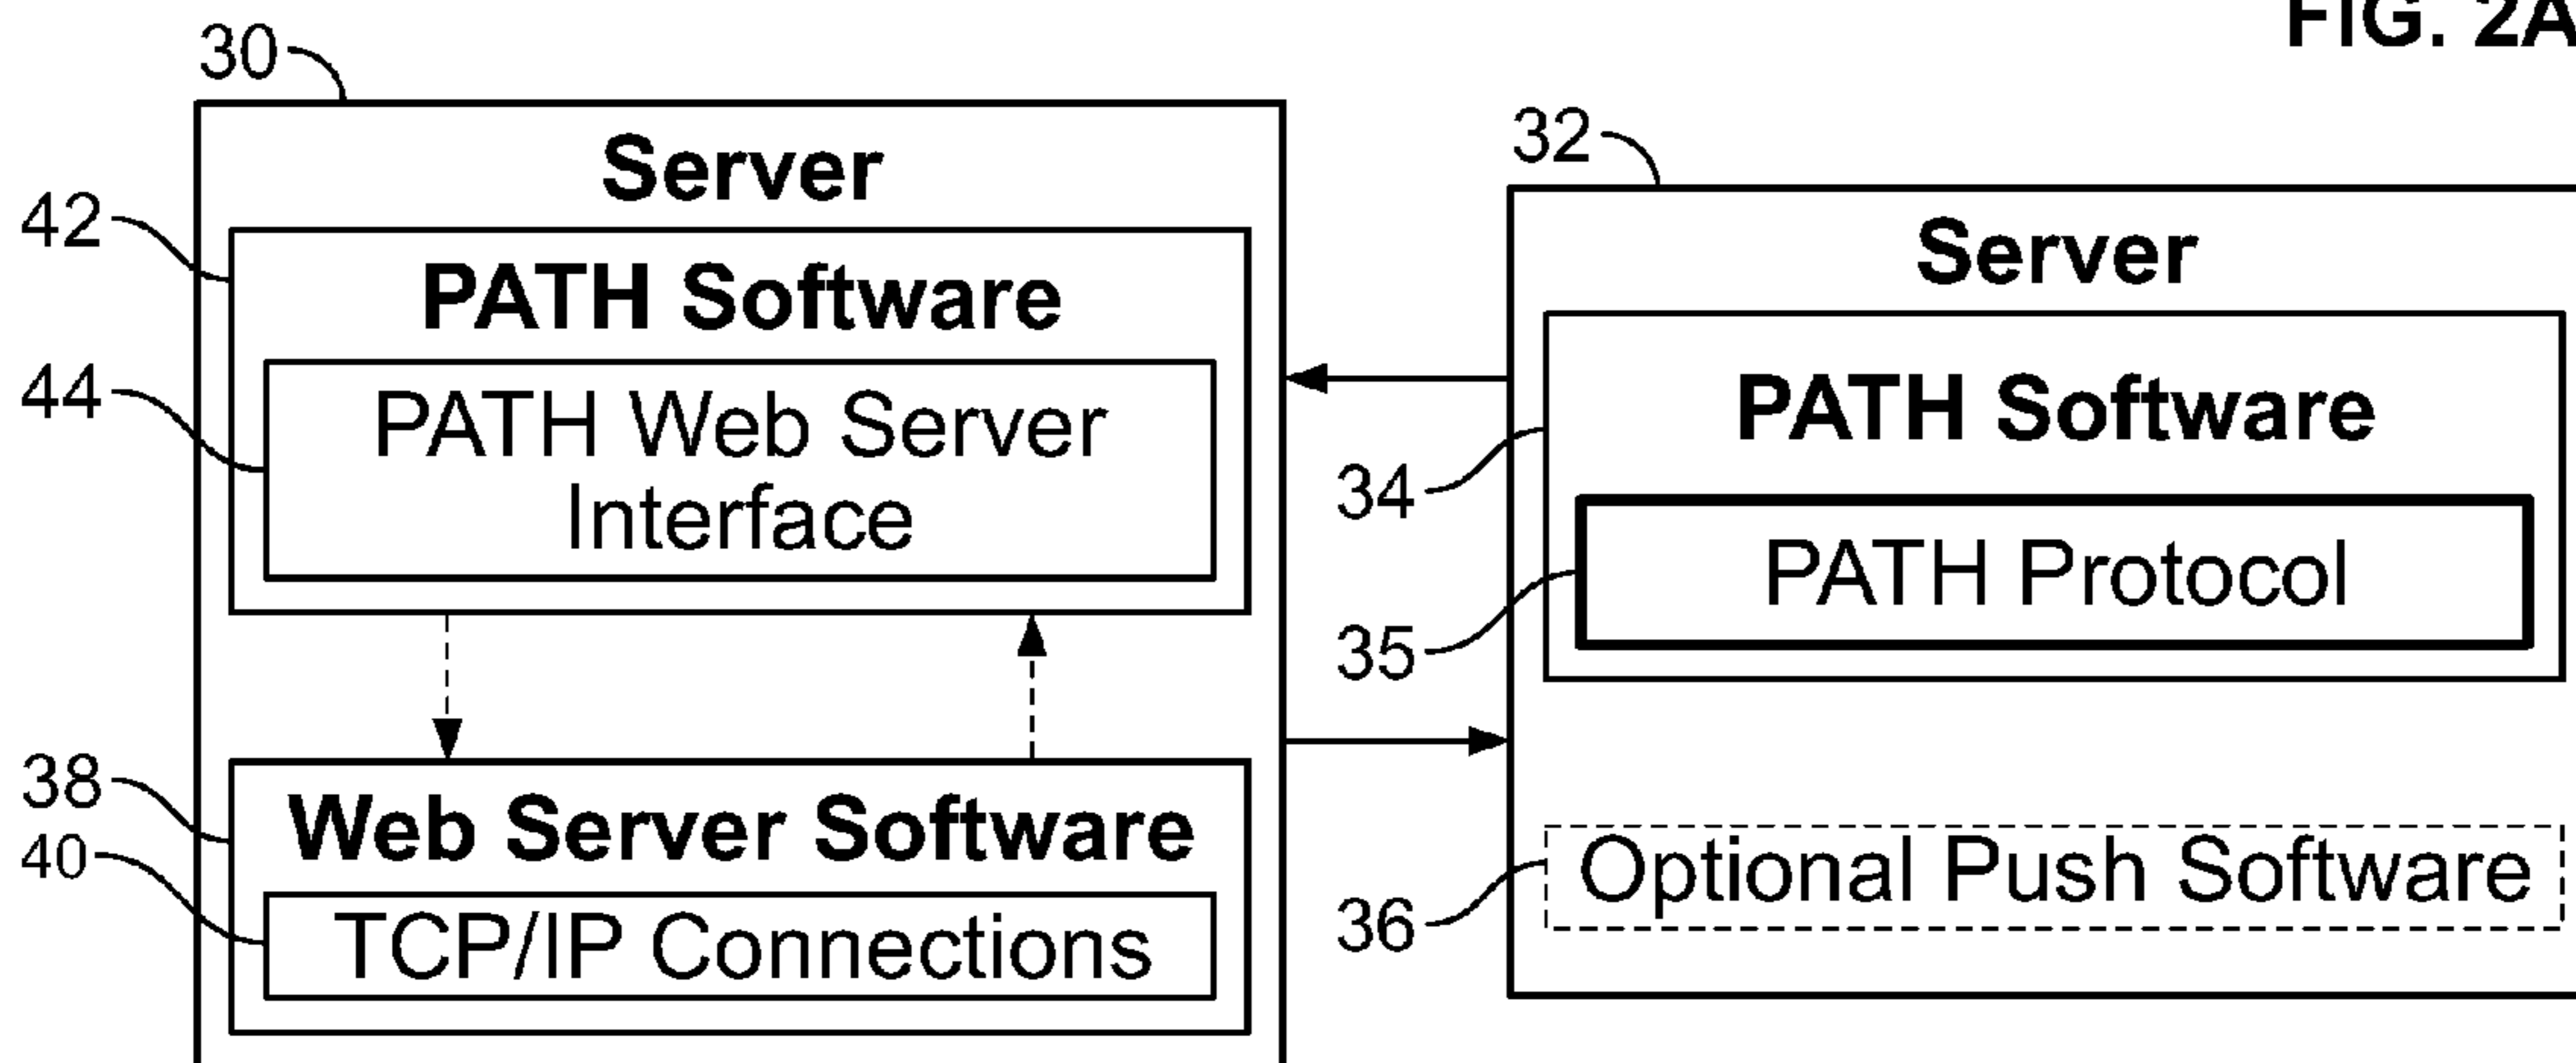 FIG. 2A
30
Server
42
PATH Software
44
PATH Web Server
Interface
38
Web Server Software
40
TCP/IP Connections
32
Server
PATH Software
34
PATH Protocol
35
Optional Push Software
36